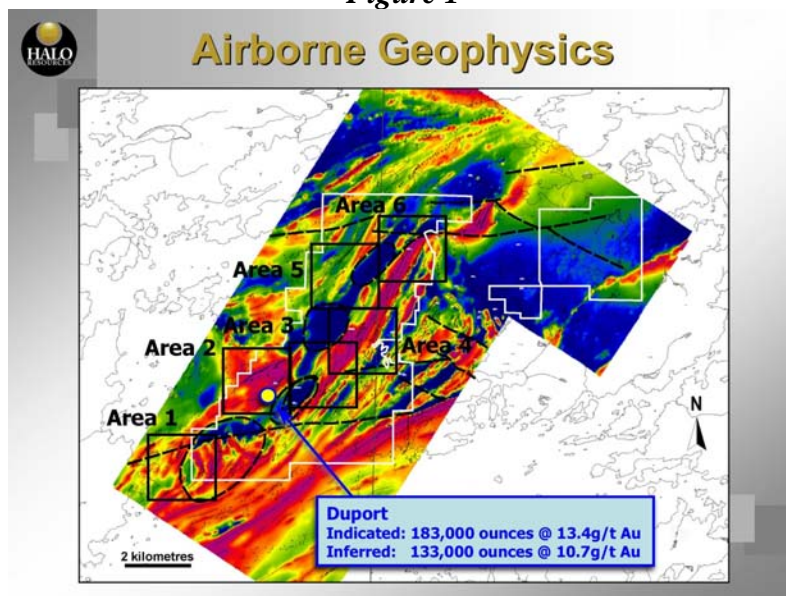 Figure 1
HALO
RESOURCES
Airborne Geophysics
Area 6
Area 5
Area 3
Area 2
Area 4
Area 1
N
Duport
Indicated: 183,000 ounces @ 13.4g/t Au
Inferred: 133,000 ounces @ 10.7g/t Au
2 kilometres